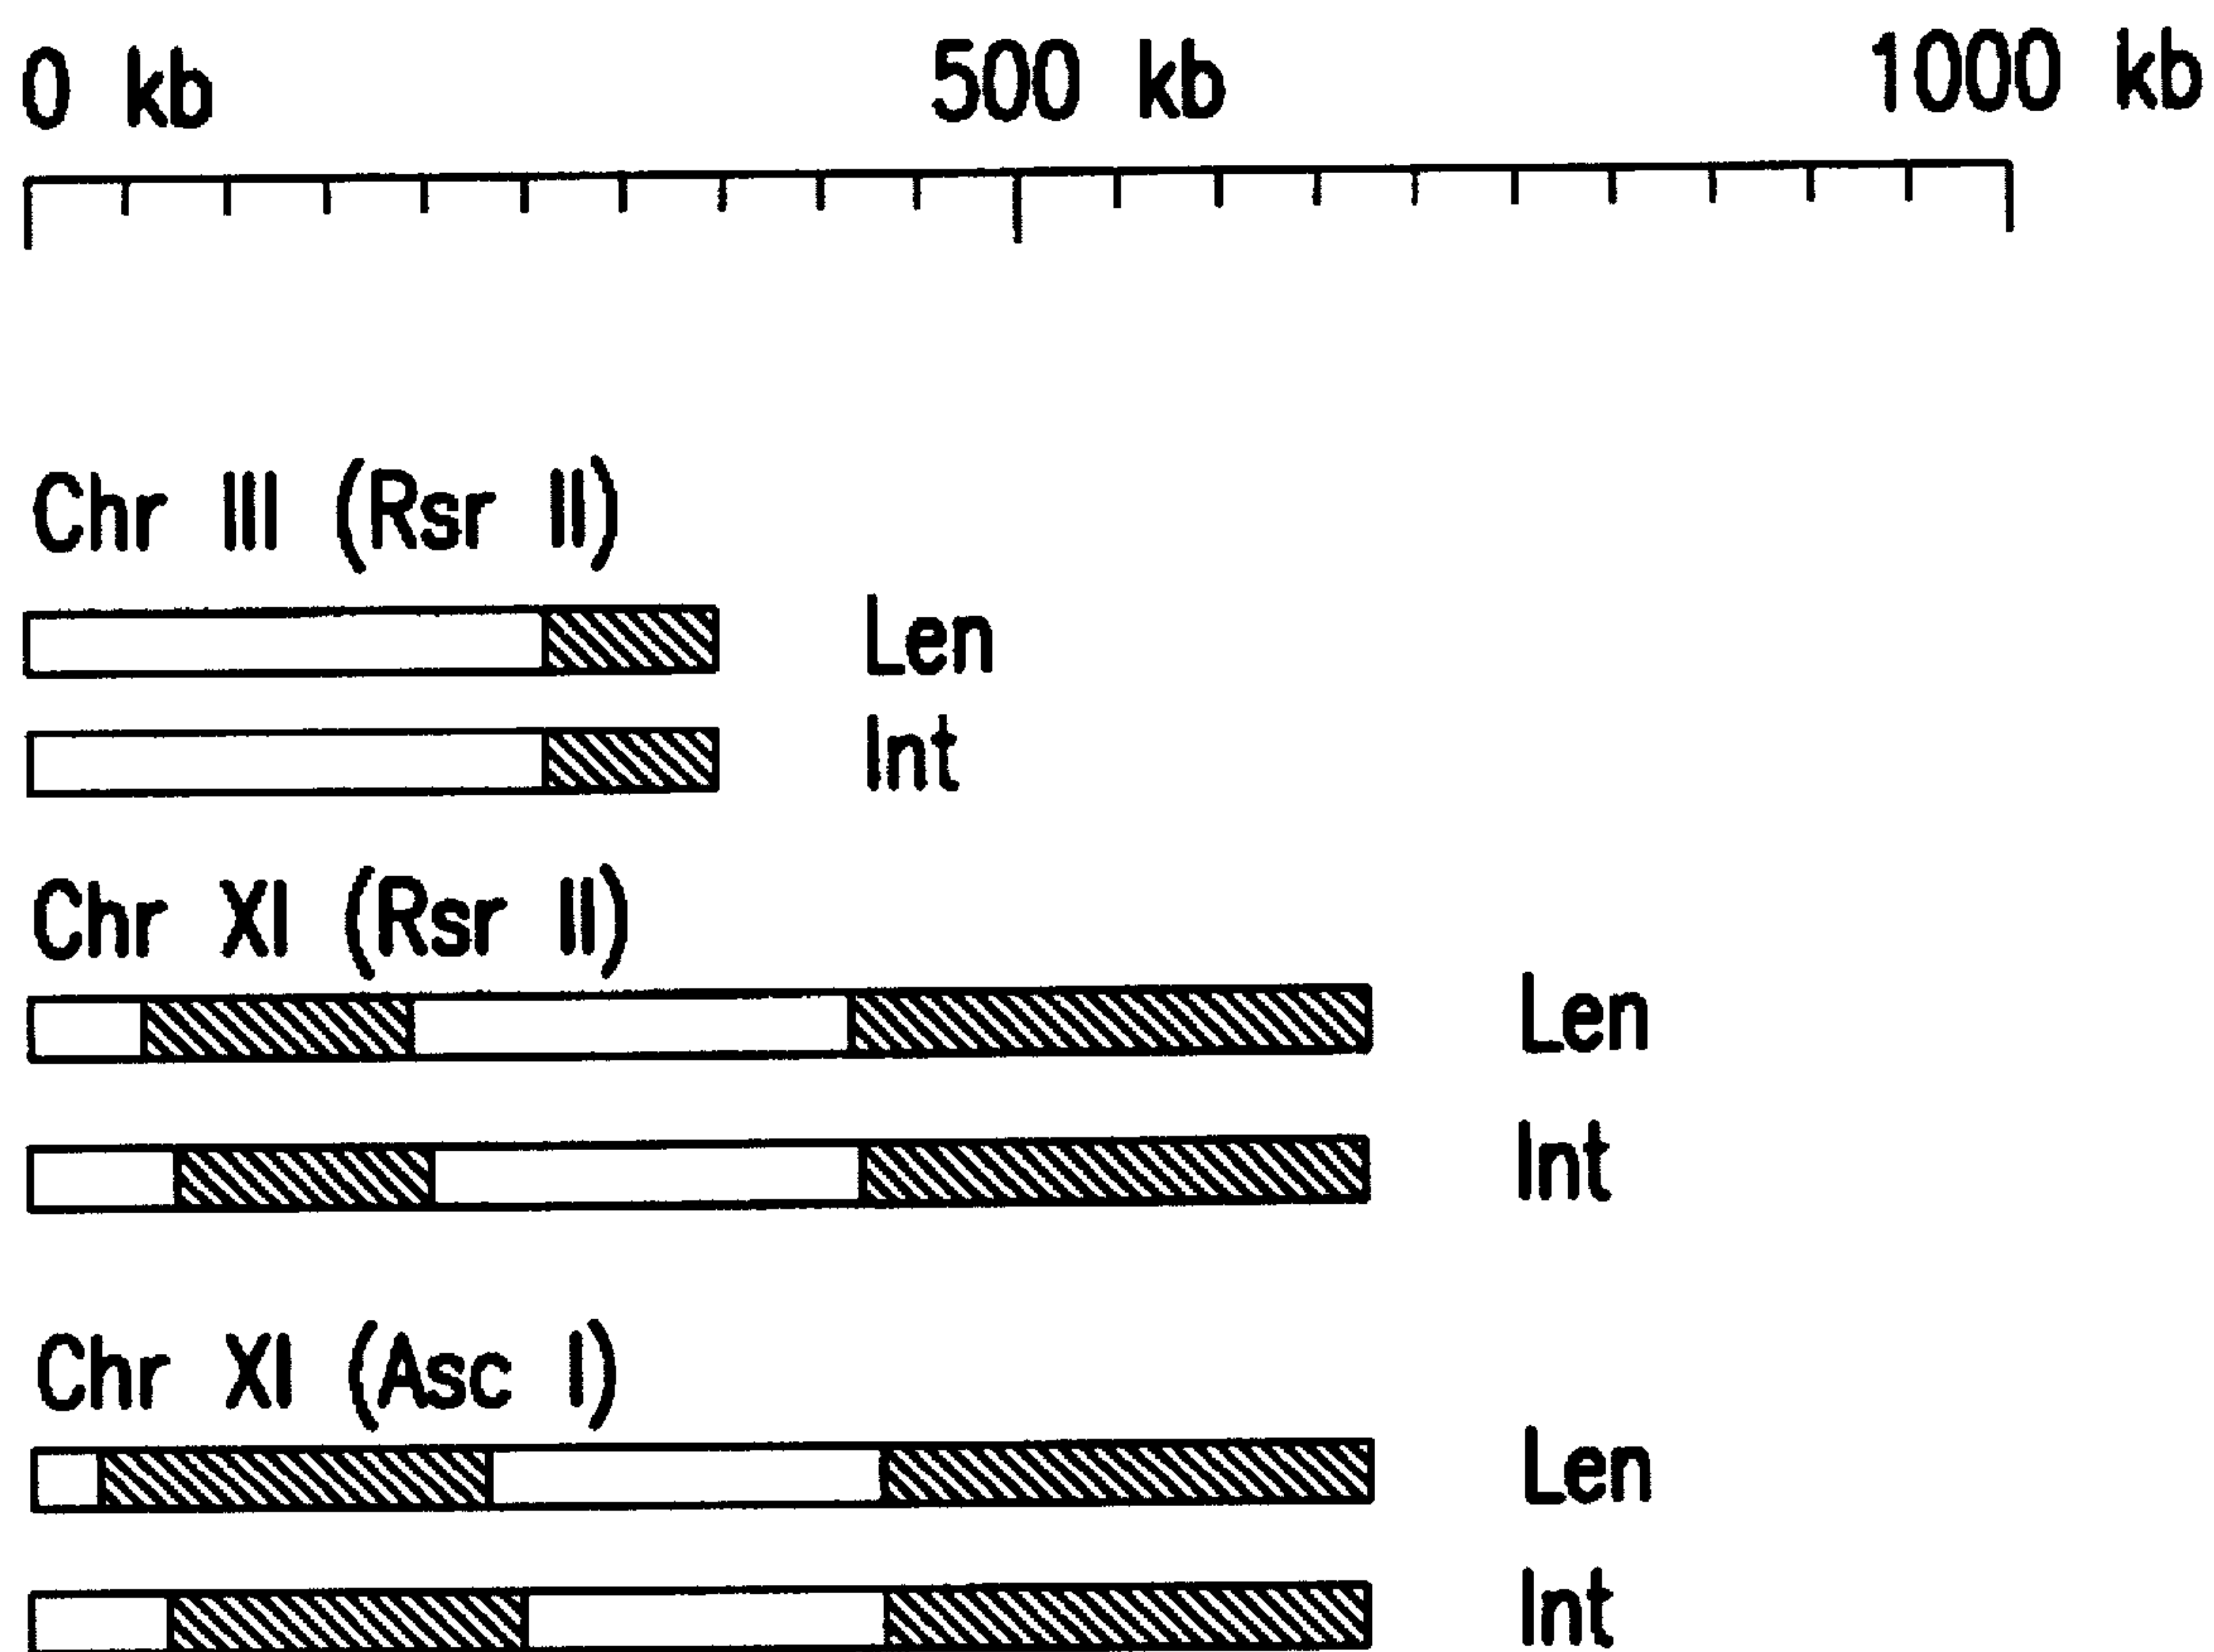 0 kb 500 kb 1000 kb
Chr III (Rsr II)
Len
Int
Chr XI (Rsr II)
Len
Int
Chr XI (Asc I)
Len
Int